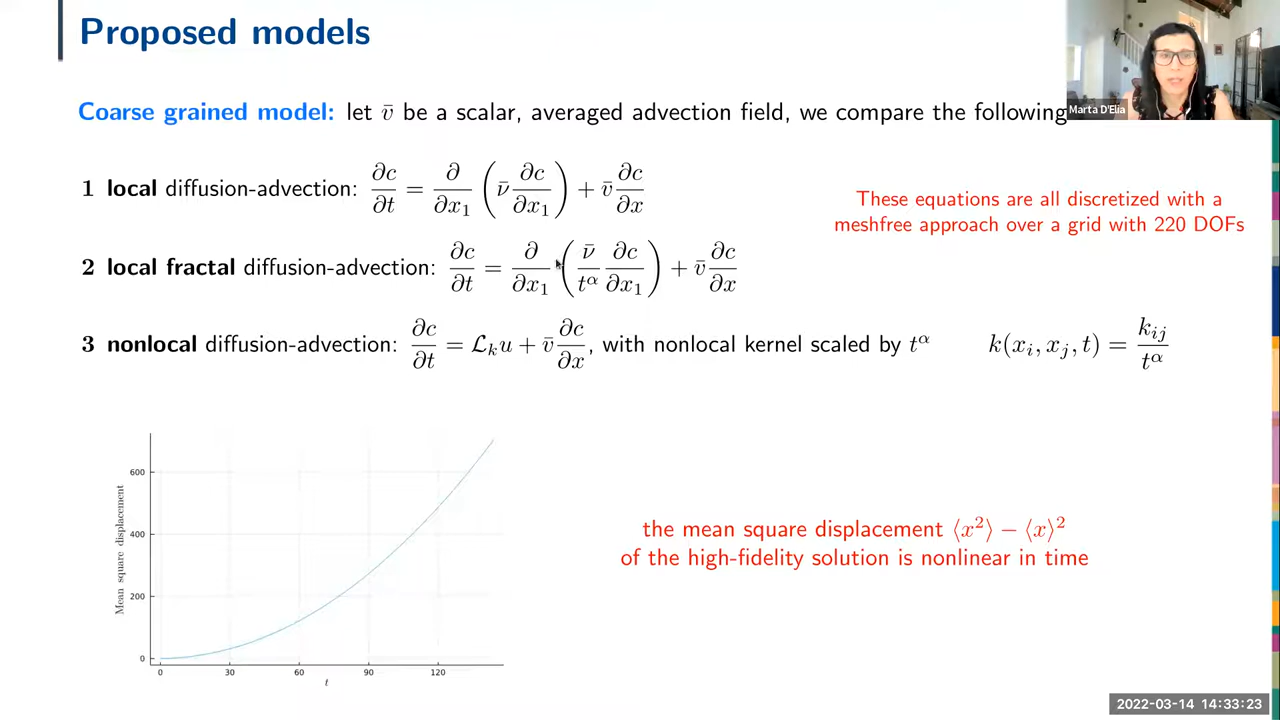 Proposed models
Marta D'Elia
Coarse grained model: let v̄ be a scalar, averaged advection field, we compare the following
1 local diffusion-advection: ∂c/∂t = ∂/∂x₁ (ν̄ ∂c/∂x₁) + v̄ ∂c/∂x
These equations are all discretized with a
meshfree approach over a grid with 220 DOFs
2 local fractal diffusion-advection: ∂c/∂t = ∂/∂x₁ (ν̄/t^α ∂c/∂x₁) + v̄ ∂c/∂x
3 nonlocal diffusion-advection: ∂c/∂t = ℒₖu + v̄ ∂c/∂x, with nonlocal kernel scaled by t^α k(xᵢ, xⱼ, t) = kᵢⱼ/t^α
Mean square displacement
600
400
200
0
0 30 60 90 120
t
the mean square displacement ⟨x²⟩ − ⟨x⟩²
of the high-fidelity solution is nonlinear in time
2022-03-14 14:33:23